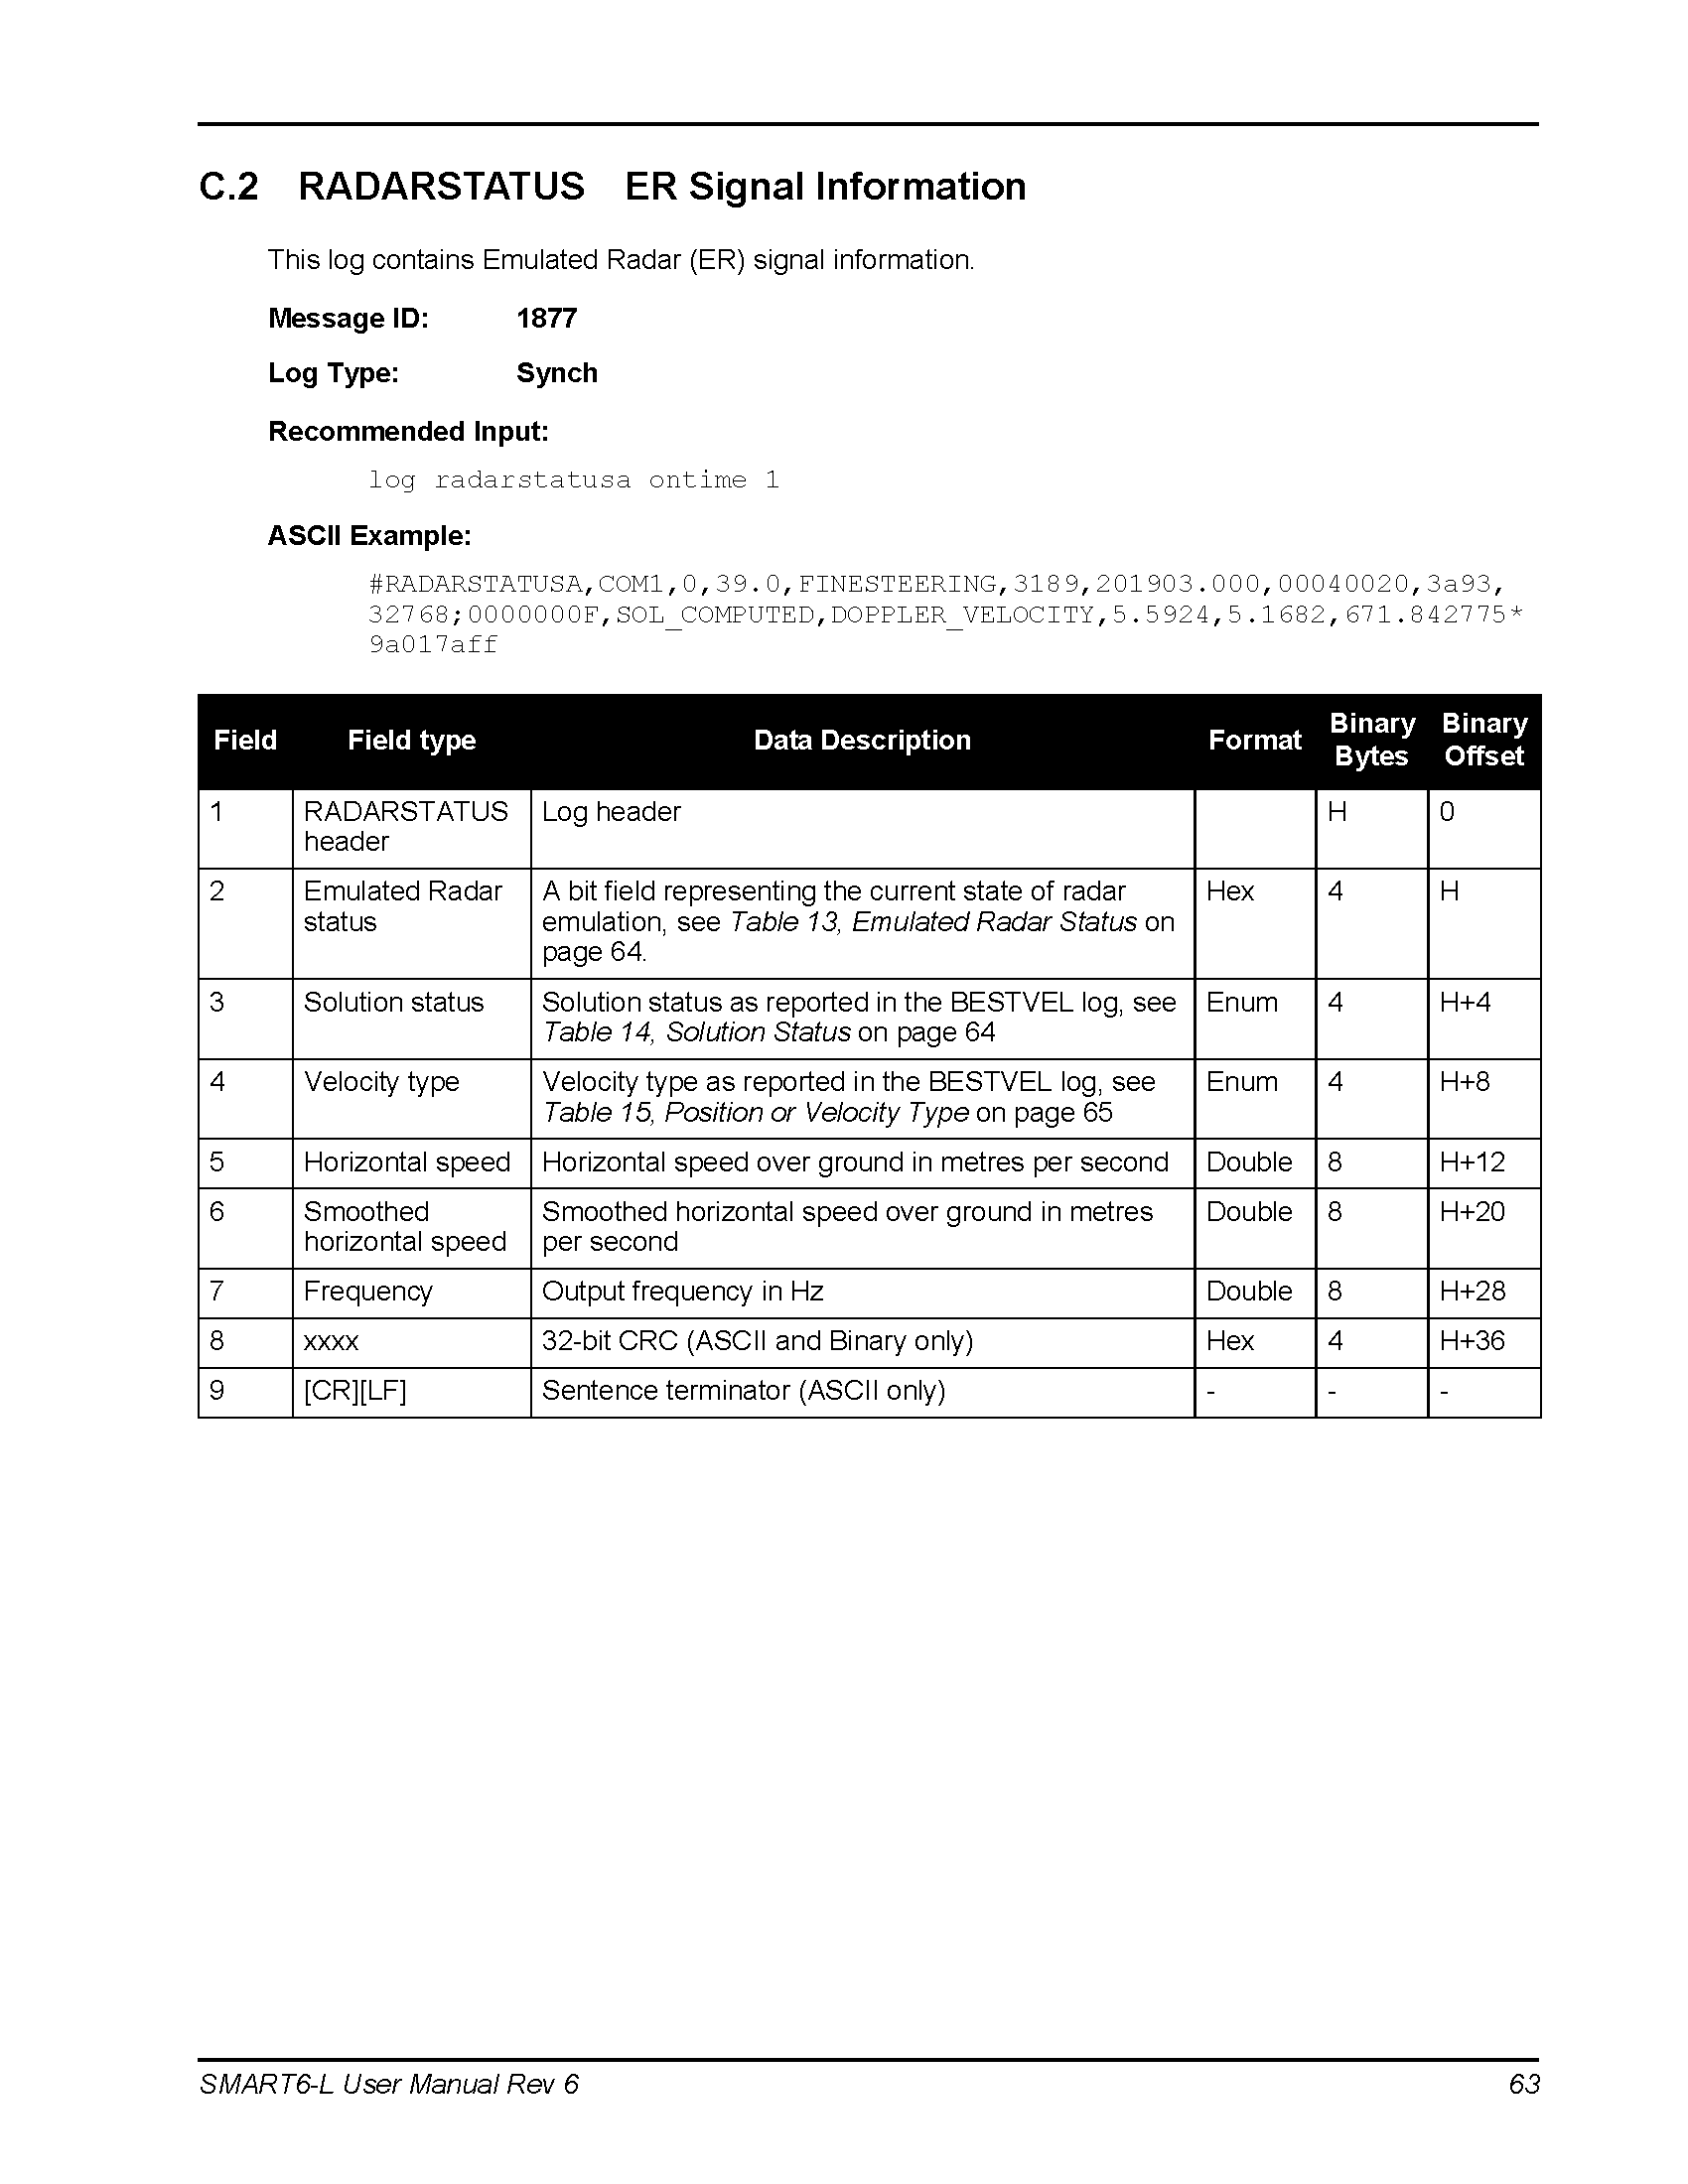 C.2 RADARSTATUS ER Signal Information
This log contains Emulated Radar (ER) signal information.
Message ID: 1877
Log Type: Synch
Recommended Input:
log radarstatusa ontime 1
ASCII Example:
#RADARSTATUSA,COM1,0,39.0,FINESTEERING,3189,201903.000,00040020,3a93,
32768;0000000F,SOL_COMPUTED,DOPPLER_VELOCITY,5.5924,5.1682,671.842775*
9a017aff
Field Field type Data Description Format Binary Bytes Binary Offset
1 RADARSTATUS header Log header H 0
2 Emulated Radar status A bit field representing the current state of radar emulation, see Table 13, Emulated Radar Status on page 64. Hex 4 H
3 Solution status Solution status as reported in the BESTVEL log, see Table 14, Solution Status on page 64 Enum 4 H+4
4 Velocity type Velocity type as reported in the BESTVEL log, see Table 15, Position or Velocity Type on page 65 Enum 4 H+8
5 Horizontal speed Horizontal speed over ground in metres per second Double 8 H+12
6 Smoothed horizontal speed Smoothed horizontal speed over ground in metres per second Double 8 H+20
7 Frequency Output frequency in Hz Double 8 H+28
8 xxxx 32-bit CRC (ASCII and Binary only) Hex 4 H+36
9 [CR][LF] Sentence terminator (ASCII only) - - -
SMART6-L User Manual Rev 6 63